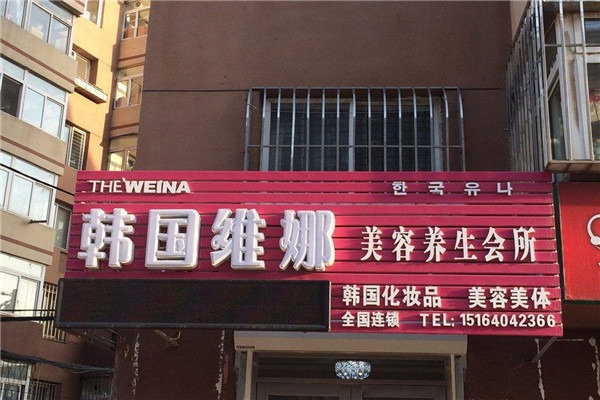 THE WEINA
한국유나
韩国维娜
美容养生会所
韩国化妆品 美容美体
全国连锁 TEL: 15164042366